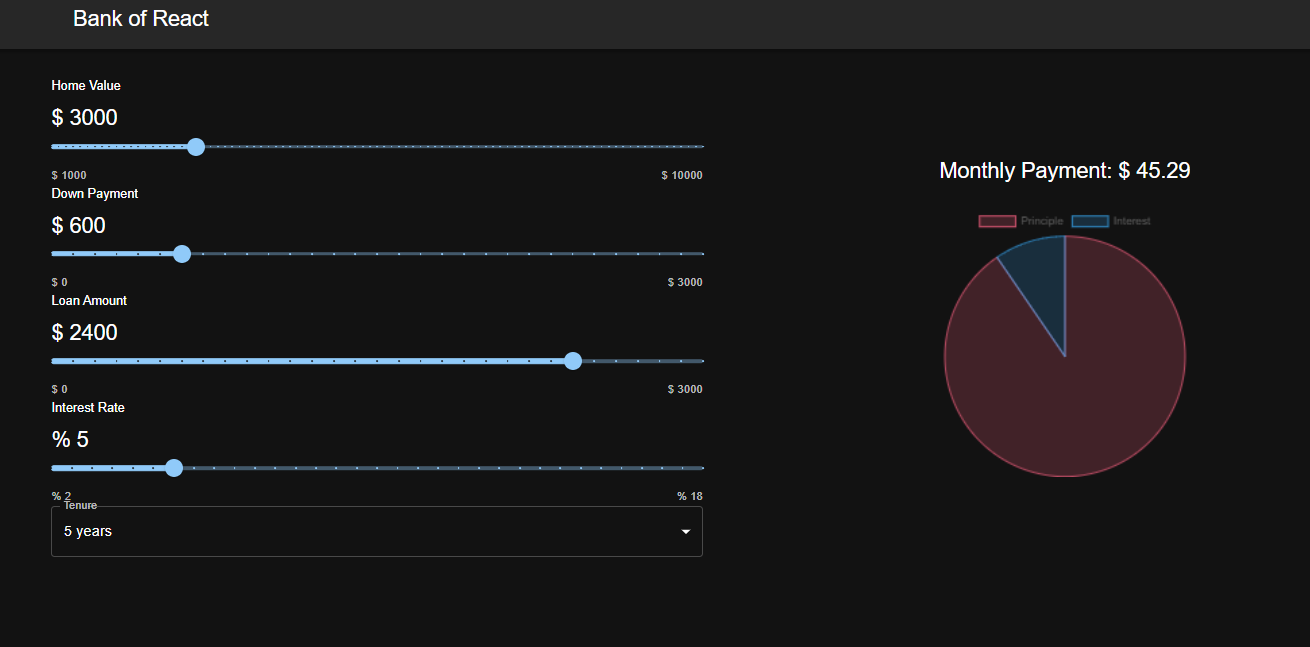 Bank of React
Home Value
$ 3000
$ 1000 $ 10000
Down Payment
$ 600
$ 0 $ 3000
Loan Amount
$ 2400
$ 0 $ 3000
Interest Rate
% 5
% 2 % 18
Tenure
5 years
Monthly Payment: $ 45.29
Principle Interest